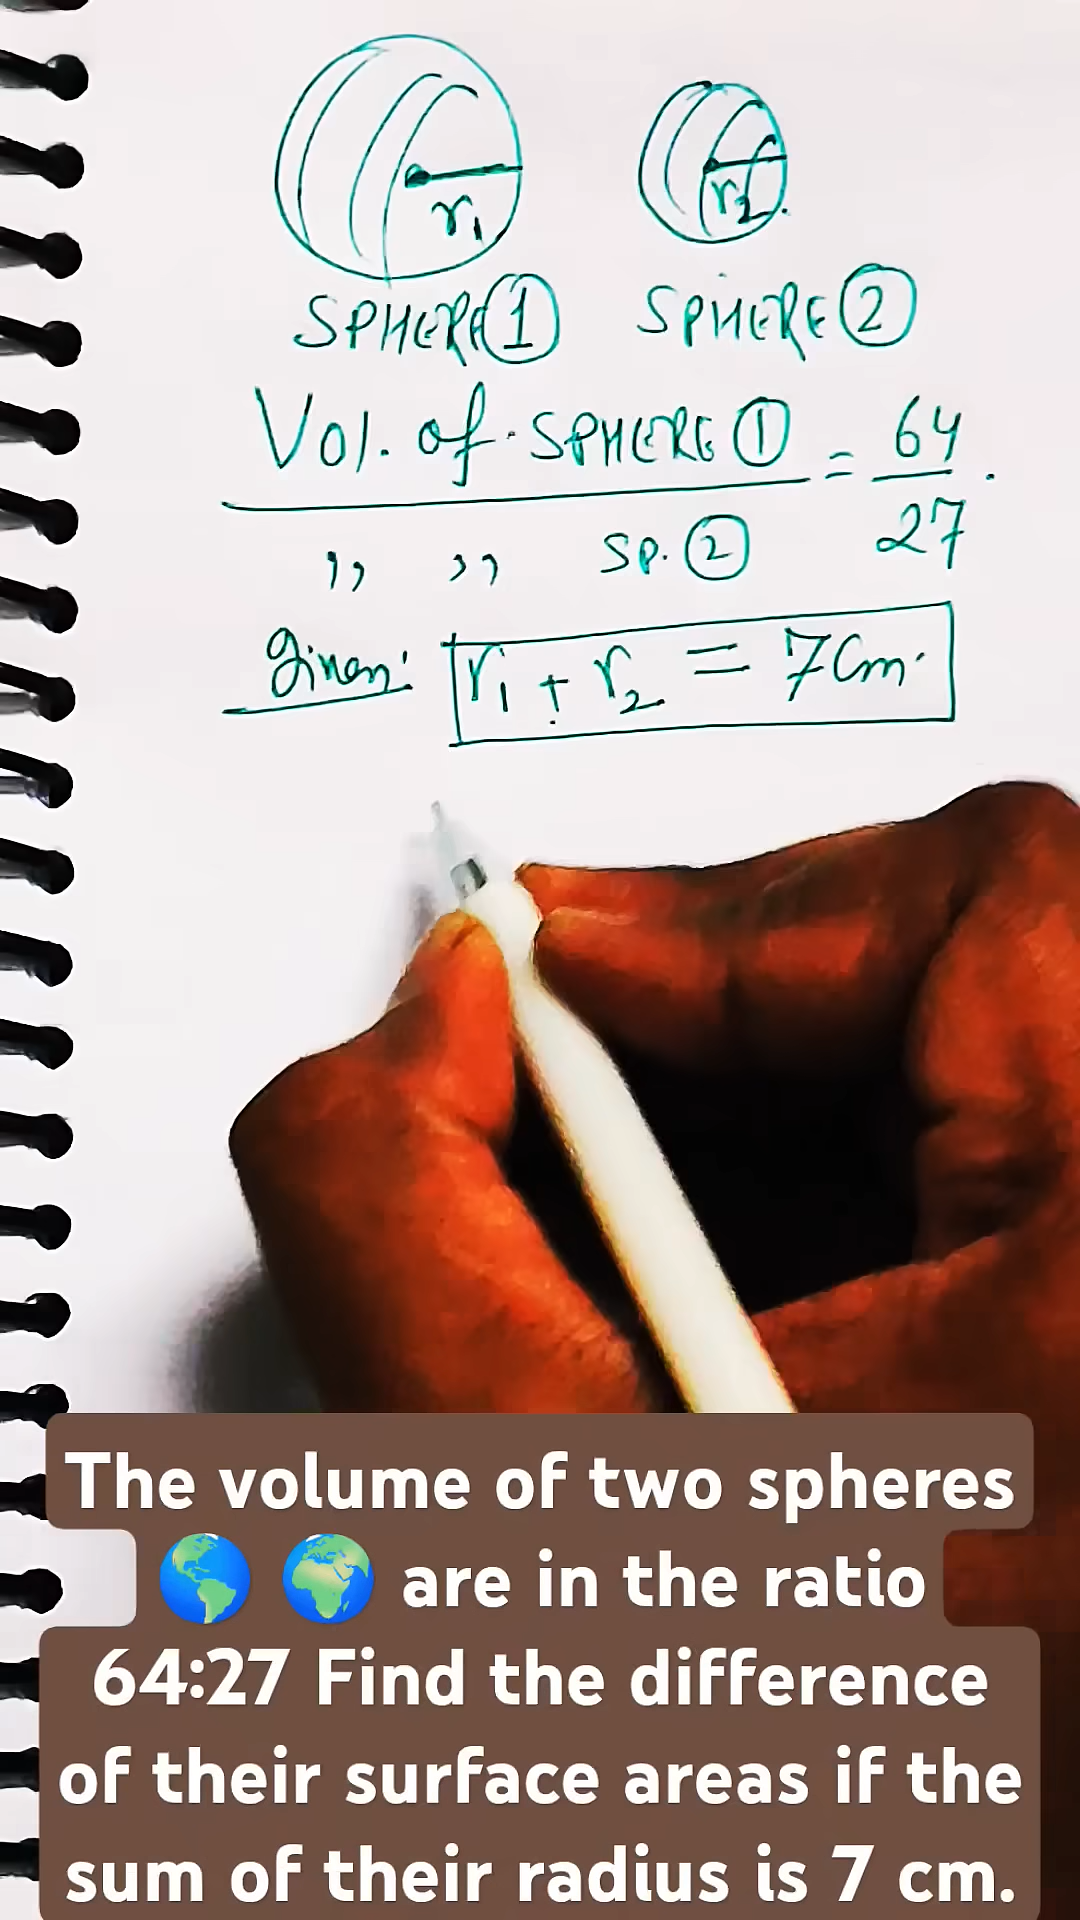 r₁
r₂
SPHERE ①
SPHERE ②
Vol. of SPHERE ① = 64
,, ,, SP. ② 27
Given: r₁ + r₂ = 7 Cm.
The volume of two spheres
🌎 🌍 are in the ratio
64:27 Find the difference
of their surface areas if the
sum of their radius is 7 cm.